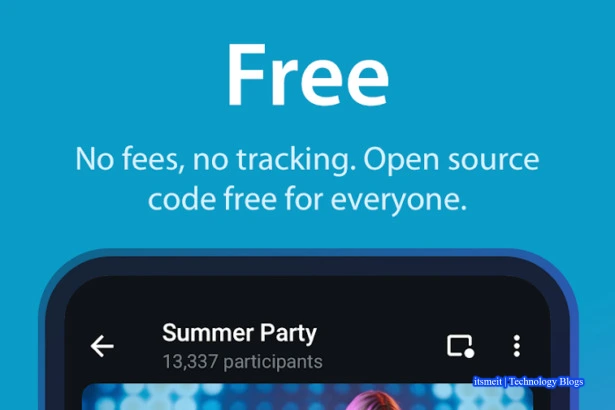 Free
No fees, no tracking. Open source
code free for everyone.
Summer Party
13,337 participants
itsmeit | Technology Blogs